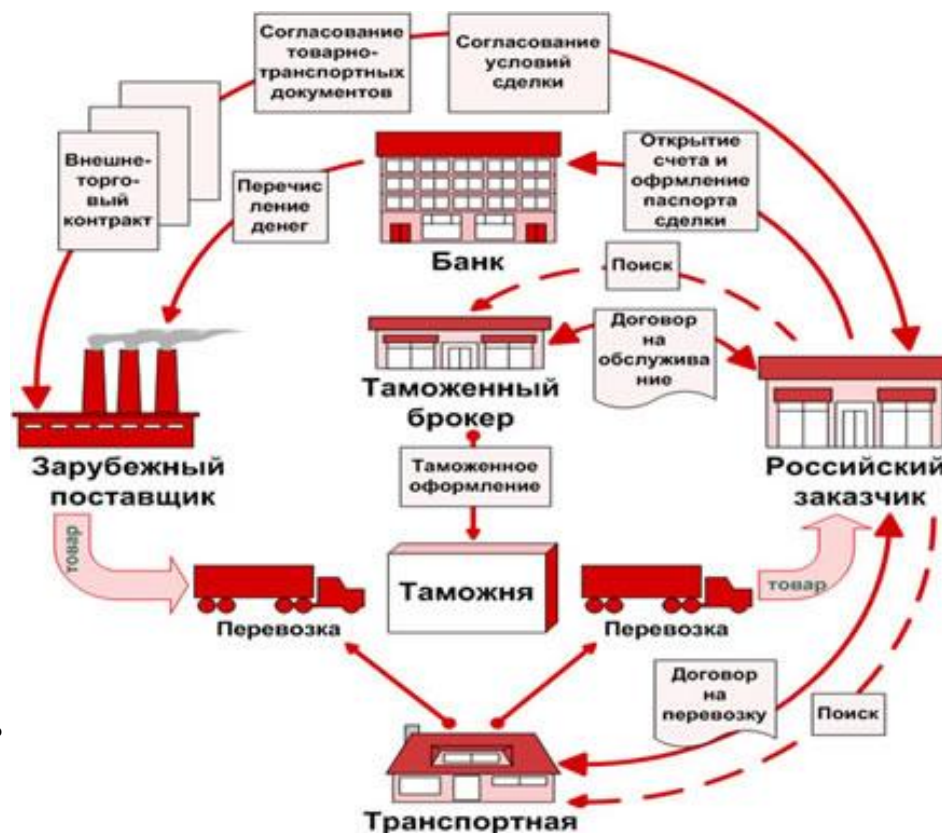 Согласование
товарно-
транспортных
документов
Согласование
условий
сделки
Внешне-
торго-
вый
контракт
Перечис
ление
денег
Открытие
счета и
офрмление
паспорта
сделки
Банк
Поиск
Договор
на
обслужива
ние
Таможенный
брокер
Зарубежный
поставщик
Российский
заказчик
Таможенное
оформление
товар
Таможня
товар
Перевозка
Перевозка
Договор
на
перевозку
Поиск
Транспортная